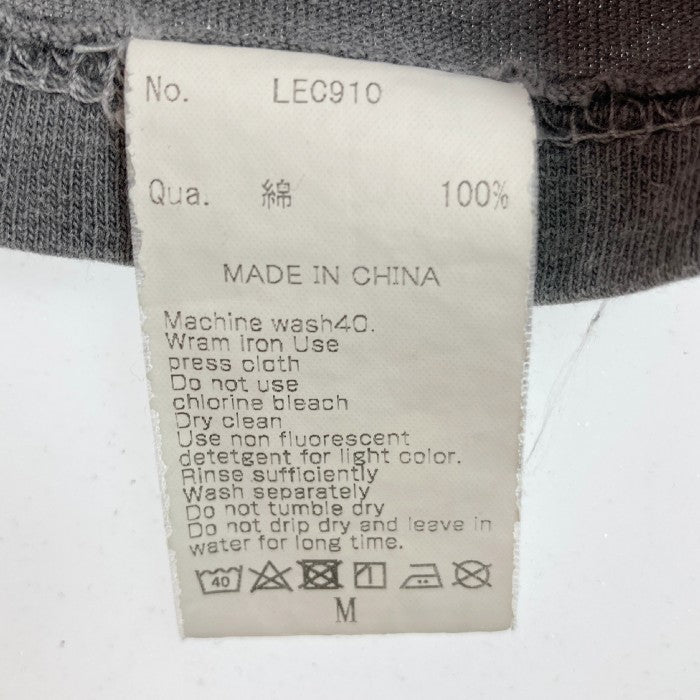 No. LEC910
Qua. 綿 100%
MADE IN CHINA
Machine wash40.
Wram iron Use
press cloth
Do not use
chlorine bleach
Dry clean
Use non fluorescent
detetgent for light color.
Rinse sufficiently
Wash separately
Do not tumble dry
Do not drip dry and leave in
water for long time.
40
M